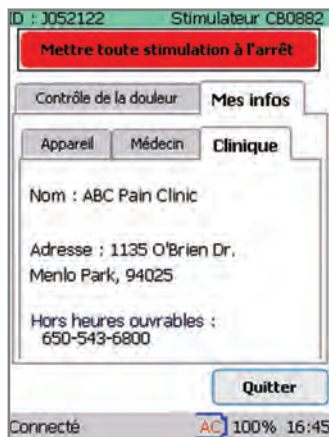 ID : J052122 Stimulateur CB0882
Mettre toute stimulation à l'arrêt
Contrôle de la douleur Mes infos
Appareil Médecin Clinique
Nom : ABC Pain Clinic
Adresse : 1135 O'Brien Dr.
Menlo Park, 94025
Hors heures ouvrables :
650-543-6800
Quitter
Connecté AC 100% 16:45